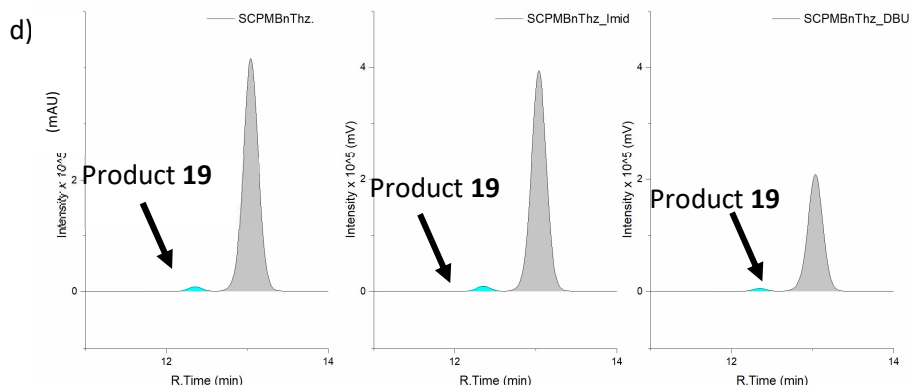 d)
SCPMBnThz.
Intensity x 10^5 (mAU)
2
0
Product 19
12
14
R.Time (min)
SCPMBnThz_Imid
Intensity x 10^5 (mV)
4
2
0
Product 19
12
14
R.Time (min)
SCPMBnThz_DBU
Intensity x 10^5 (mV)
4
2
0
Product 19
12
14
R.Time (min)